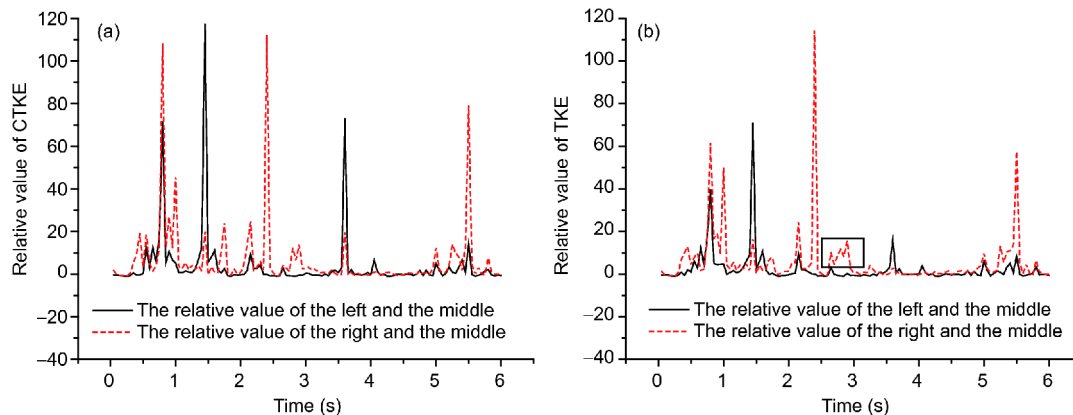 (a)
120
100
80
60
40
20
0
–20
–40
Relative value of CTKE
The relative value of the left and the middle
The relative value of the right and the middle
0 1 2 3 4 5 6
Time (s)
(b)
120
100
80
60
40
20
0
–20
–40
Relative value of TKE
The relative value of the left and the middle
The relative value of the right and the middle
0 1 2 3 4 5 6
Time (s)